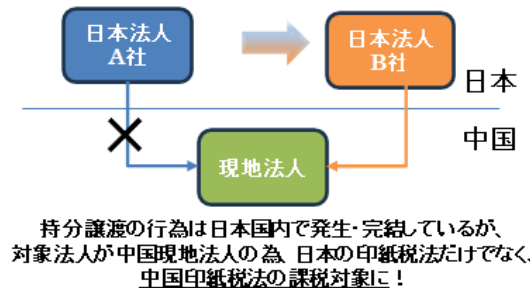 日本法人
A社
日本法人
B社
日本
中国
現地法人
持分譲渡の行為は日本国内で発生・完結しているが、
対象法人が中国現地法人の為、日本の印紙税法だけでなく、
中国印紙税法の課税対象に！